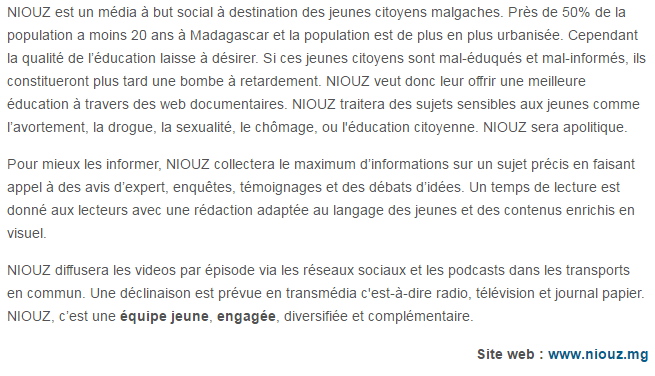 NIOUZ est un média à but social à destination des jeunes citoyens malgaches. Près de 50% de la
population a moins 20 ans à Madagascar et la population est de plus en plus urbanisée. Cependant
la qualité de l’éducation laisse à désirer. Si ces jeunes citoyens sont mal-éduqués et mal-informés, ils
constitueront plus tard une bombe à retardement. NIOUZ veut donc leur offrir une meilleure
éducation à travers des web documentaires. NIOUZ traitera des sujets sensibles aux jeunes comme
l’avortement, la drogue, la sexualité, le chômage, ou l'éducation citoyenne. NIOUZ sera apolitique.
Pour mieux les informer, NIOUZ collectera le maximum d’informations sur un sujet précis en faisant
appel à des avis d’expert, enquêtes, témoignages et des débats d’idées. Un temps de lecture est
donné aux lecteurs avec une rédaction adaptée au langage des jeunes et des contenus enrichis en
visuel.
NIOUZ diffusera les videos par épisode via les réseaux sociaux et les podcasts dans les transports
en commun. Une déclinaison est prévue en transmédia c'est-à-dire radio, télévision et journal papier.
NIOUZ, c’est une équipe jeune, engagée, diversifiée et complémentaire.
Site web : www.niouz.mg